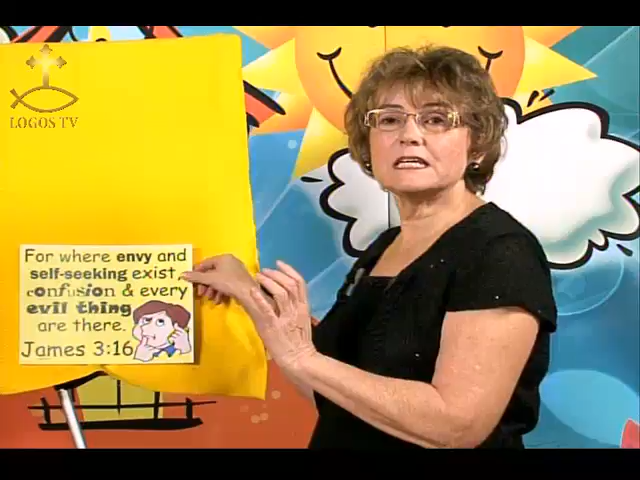 LOGOS TV
For where envy and
self-seeking exist,
confusion & every
evil thing
are there.
James 3:16